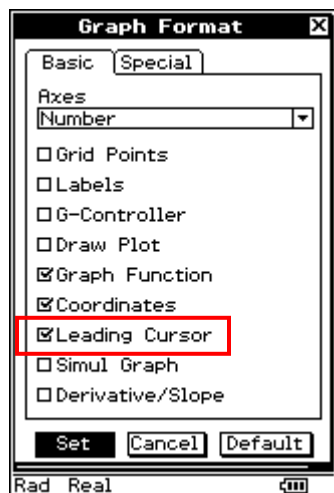 Graph Format
Basic Special
Axes
Number
Grid Points
Labels
G-Controller
Draw Plot
Graph Function
Coordinates
Leading Cursor
Simul Graph
Derivative/Slope
Set Cancel Default
Rad Real